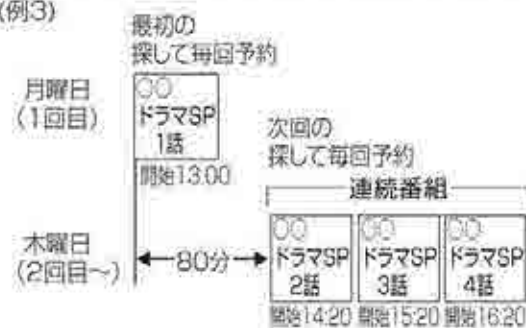 (例3)
最初の
探して毎回予約
月曜日
(1回目)
○○
ドラマSP
1話
開始13:00
次回の
探して毎回予約
連続番組
木曜日
(2回目~)
80分
○○
ドラマSP
2話
開始14:20
○○
ドラマSP
3話
開始15:20
○○
ドラマSP
4話
開始16:20